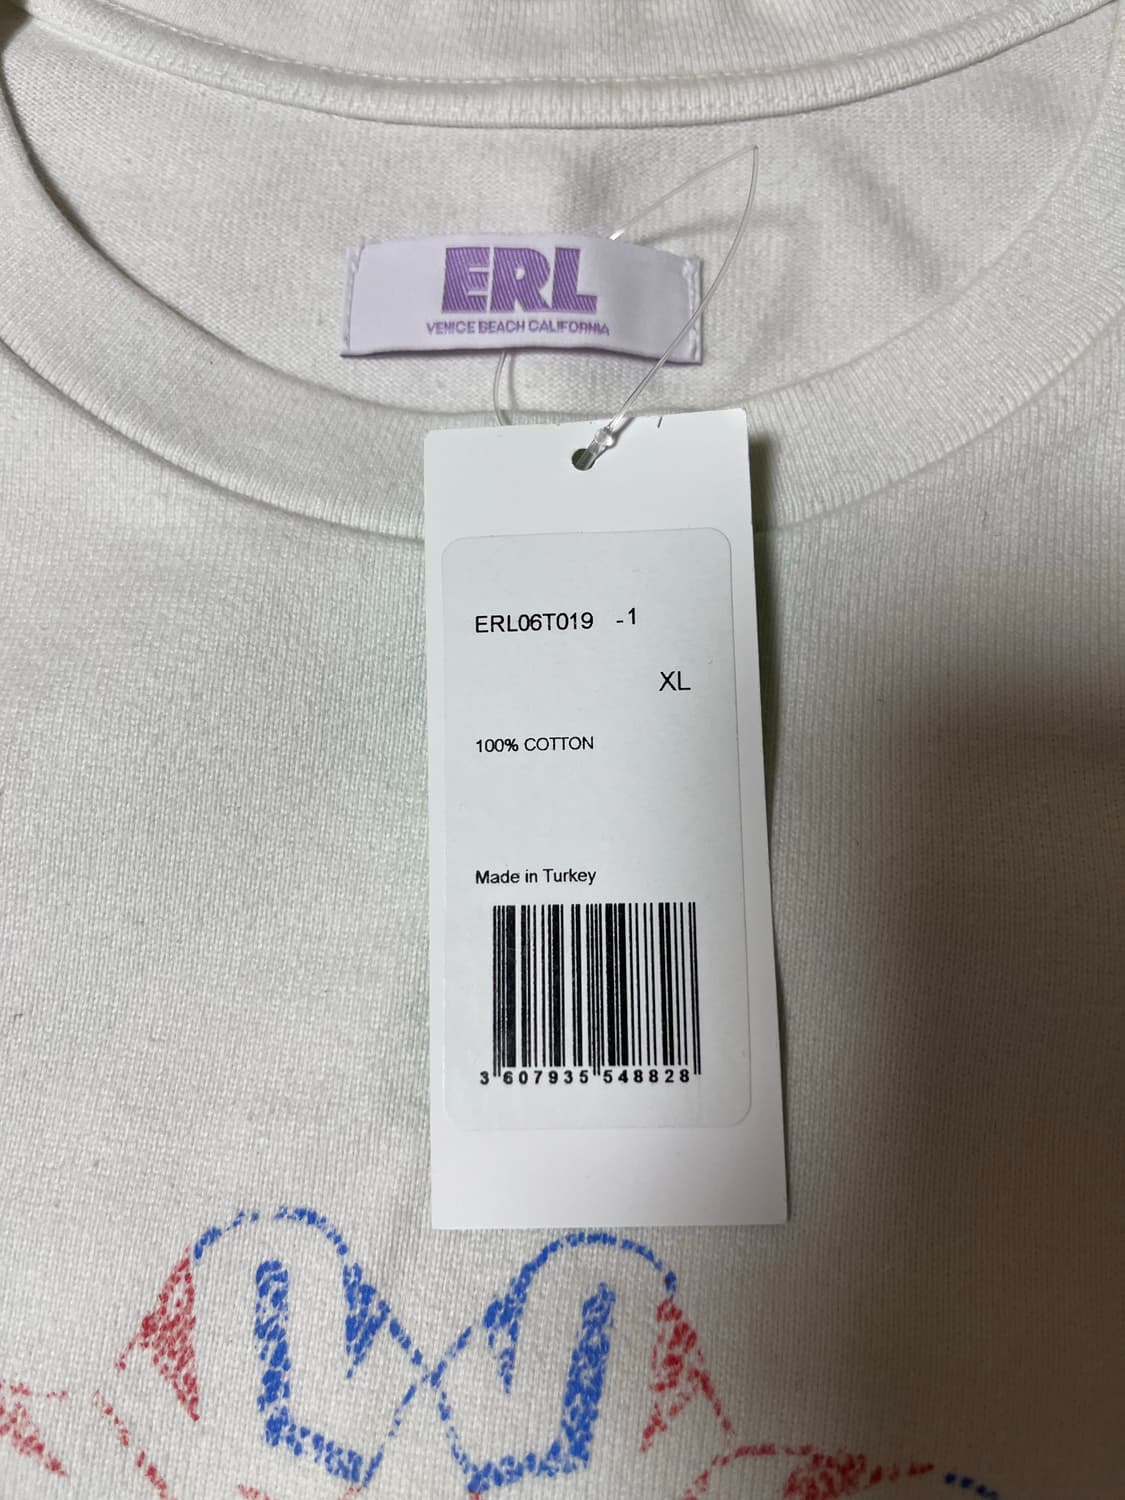 ERL
VENICE BEACH CALIFORNIA
ERL06T019 -1
XL
100% COTTON
Made in Turkey
3 607935 548828